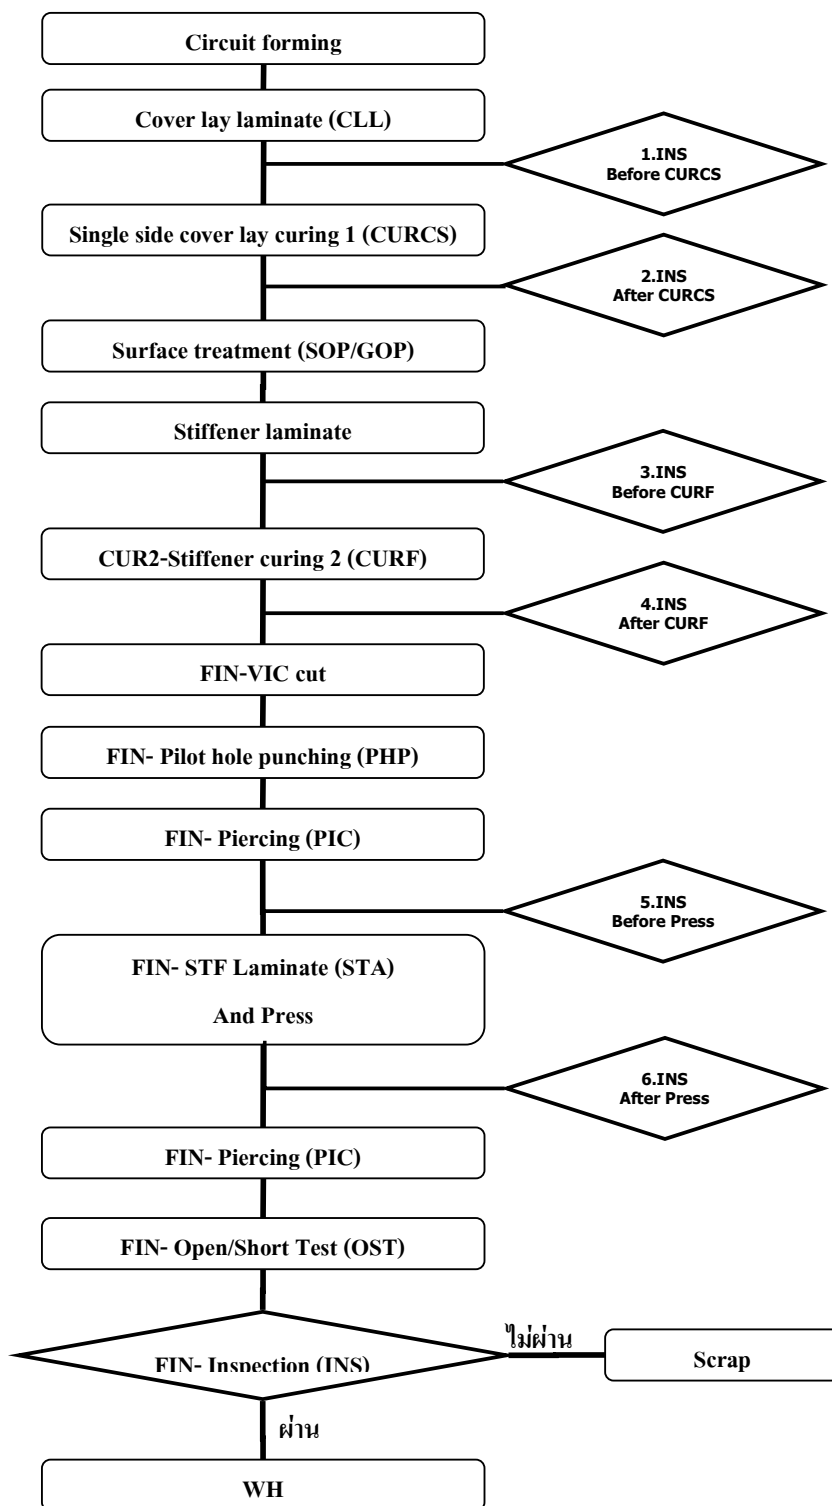 Circuit forming
Cover lay laminate (CLL)
1.INS
Before CURCS
Single side cover lay curing 1 (CURCS)
2.INS
After CURCS
Surface treatment (SOP/GOP)
Stiffener laminate
3.INS
Before CURF
CUR2-Stiffener curing 2 (CURF)
4.INS
After CURF
FIN-VIC cut
FIN- Pilot hole punching (PHP)
FIN- Piercing (PIC)
5.INS
Before Press
FIN- STF Laminate (STA)
And Press
6.INS
After Press
FIN- Piercing (PIC)
FIN- Open/Short Test (OST)
ไม่ผ่าน
FIN- Inspection (INS)
Scrap
ผ่าน
WH